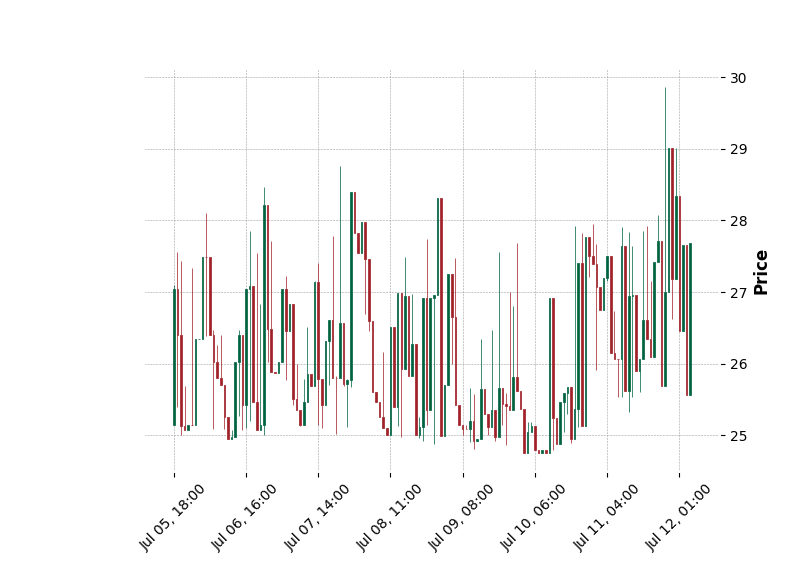 30
29
28
27
26
25
Price
Jul 05, 18:00
Jul 06, 16:00
Jul 07, 14:00
Jul 08, 11:00
Jul 09, 08:00
Jul 10, 06:00
Jul 11, 04:00
Jul 12, 01:00